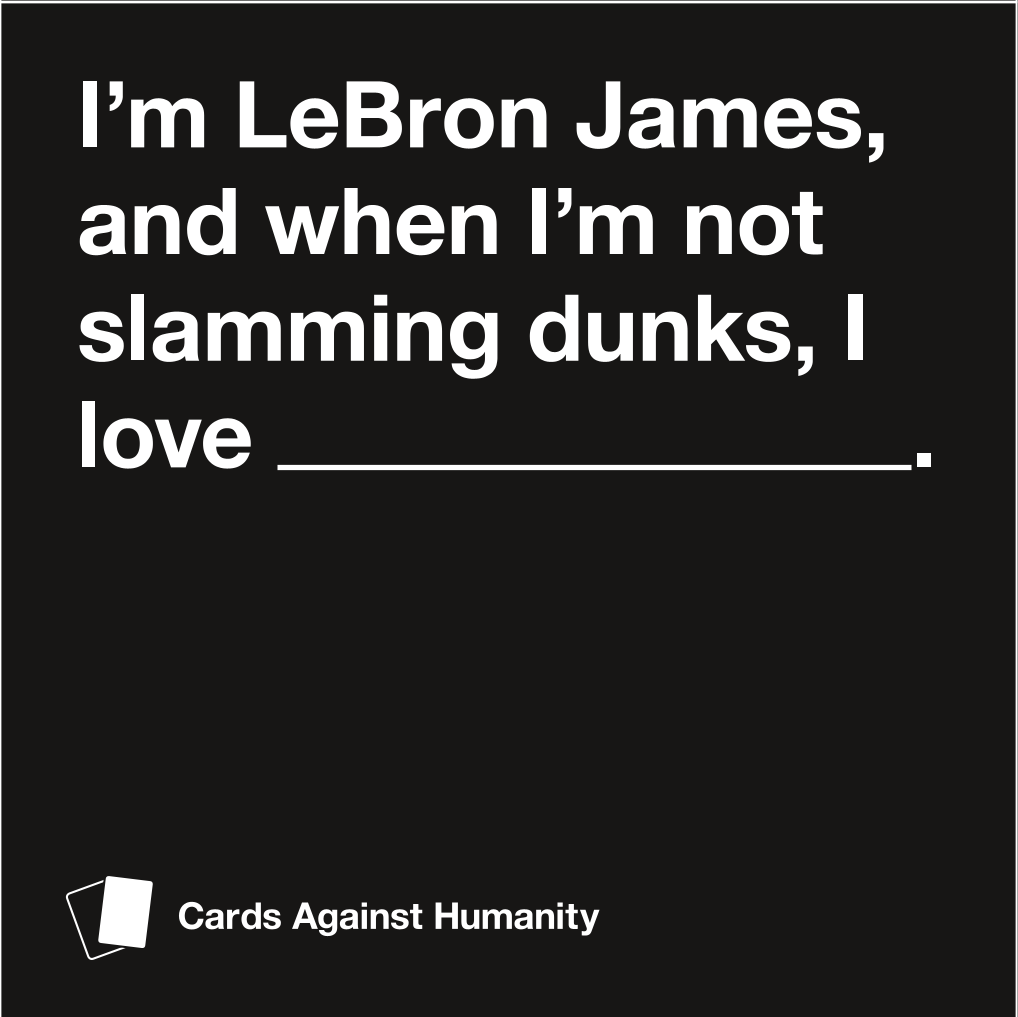 I’m LeBron James,
and when I’m not
slamming dunks, I
love ______________.
Cards Against Humanity